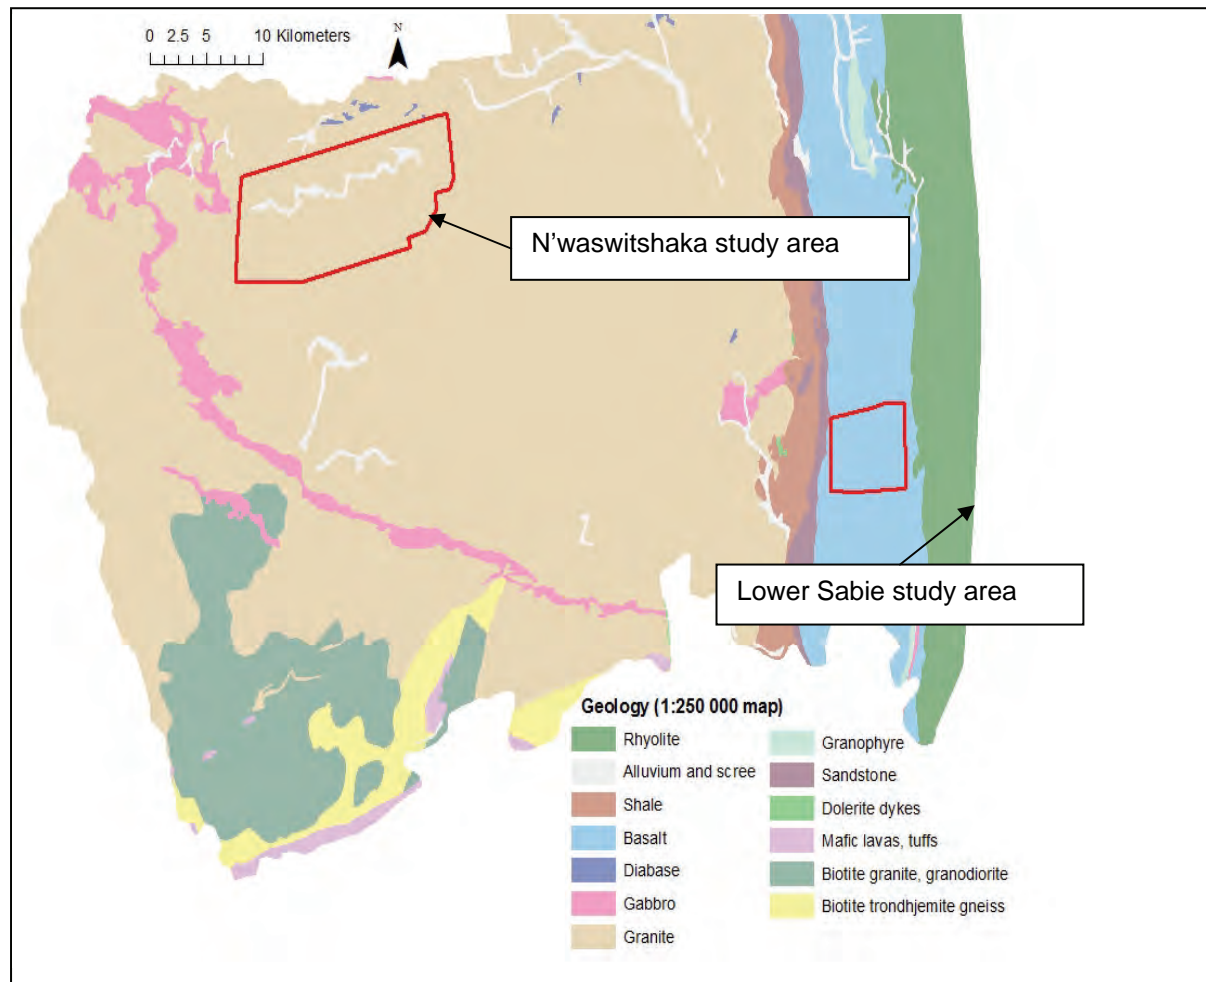 N
0 2.5 5 10 Kilometers
N'waswitshaka study area
Lower Sabie study area
Geology (1:250 000 map)
Rhyolite
Alluvium and scree
Shale
Basalt
Diabase
Gabbro
Granite
Granophyre
Sandstone
Dolerite dykes
Mafic lavas, tuffs
Biotite granite, granodiorite
Biotite trondhjemite gneiss